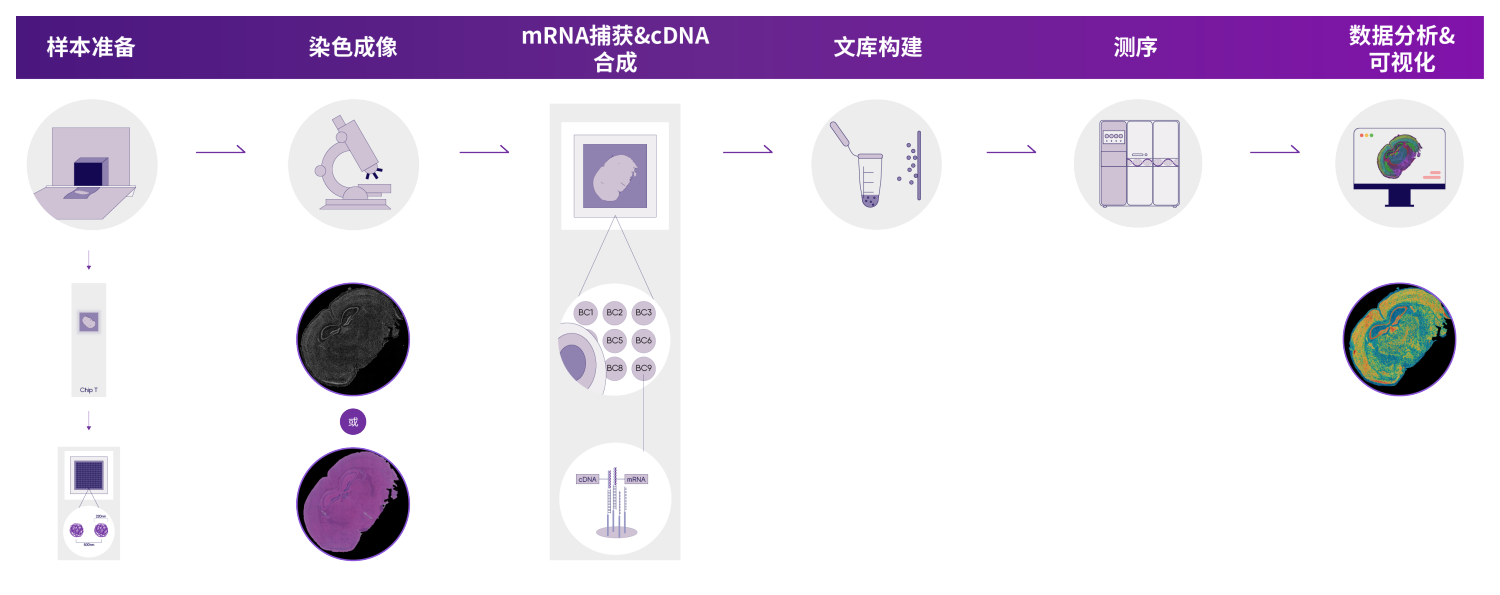 样本准备
染色成像
mRNA捕获&cDNA
合成
文库构建
测序
数据分析&
可视化
Chip T
220nm
500nm
或
BC1 BC2 BC3
BC5 BC6
BC8 BC9
cDNA
mRNA